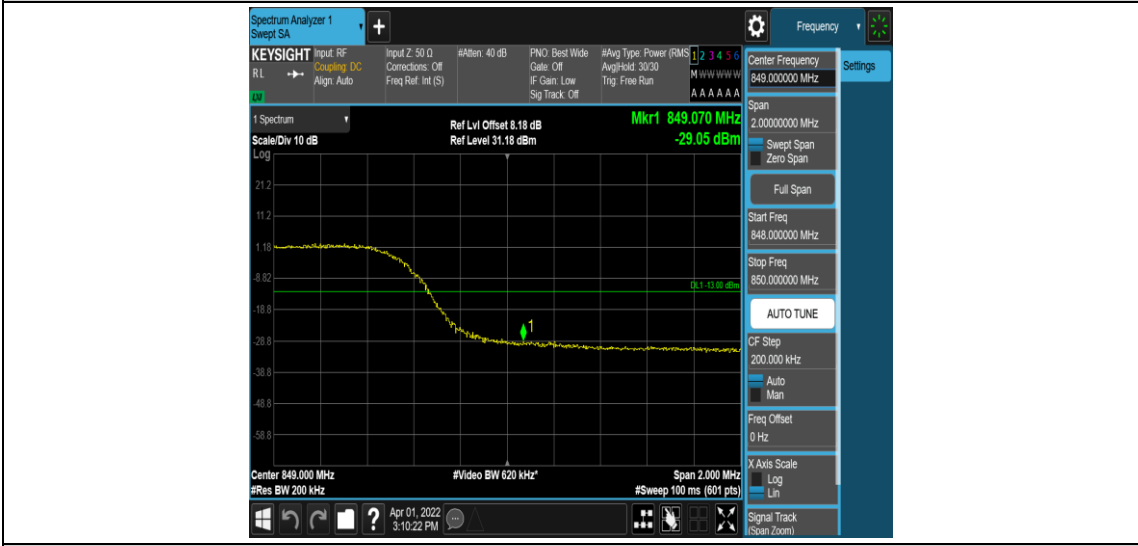 Spectrum Analyzer 1
Swept SA
+
Frequency
KEYSIGHT
RL
Input: RF
Coupling: DC
Align: Auto
Input Z: 50 Ω
Corrections: Off
Freq Ref: Int (S)
#Atten: 40 dB
PNO: Best Wide
Gate: Off
IF Gain: Low
Sig Track: Off
#Avg Type: Power (RMS
Avg|Hold: 30/30
Trig: Free Run
1 2 3 4 5 6
M W W W W W
A A A A A A
1 Spectrum
Scale/Div 10 dB
Log
Ref Lvl Offset 8.18 dB
Ref Level 31.18 dBm
Mkr1 849.070 MHz
-29.05 dBm
21.2
11.2
1.18
-8.82
-18.8
-28.8
-38.8
-48.8
-58.8
DL1 -13.00 dBm
1
Center 849.000 MHz
#Res BW 200 kHz
#Video BW 620 kHz*
Span 2.000 MHz
#Sweep 100 ms (601 pts)
?
Apr 01, 2022
3:10:22 PM
Center Frequency
849.000000 MHz
Settings
Span
2.00000000 MHz
Swept Span
Zero Span
Full Span
Start Freq
848.000000 MHz
Stop Freq
850.000000 MHz
AUTO TUNE
CF Step
200.000 kHz
Auto
Man
Freq Offset
0 Hz
X Axis Scale
Log
Lin
Signal Track
(Span Zoom)